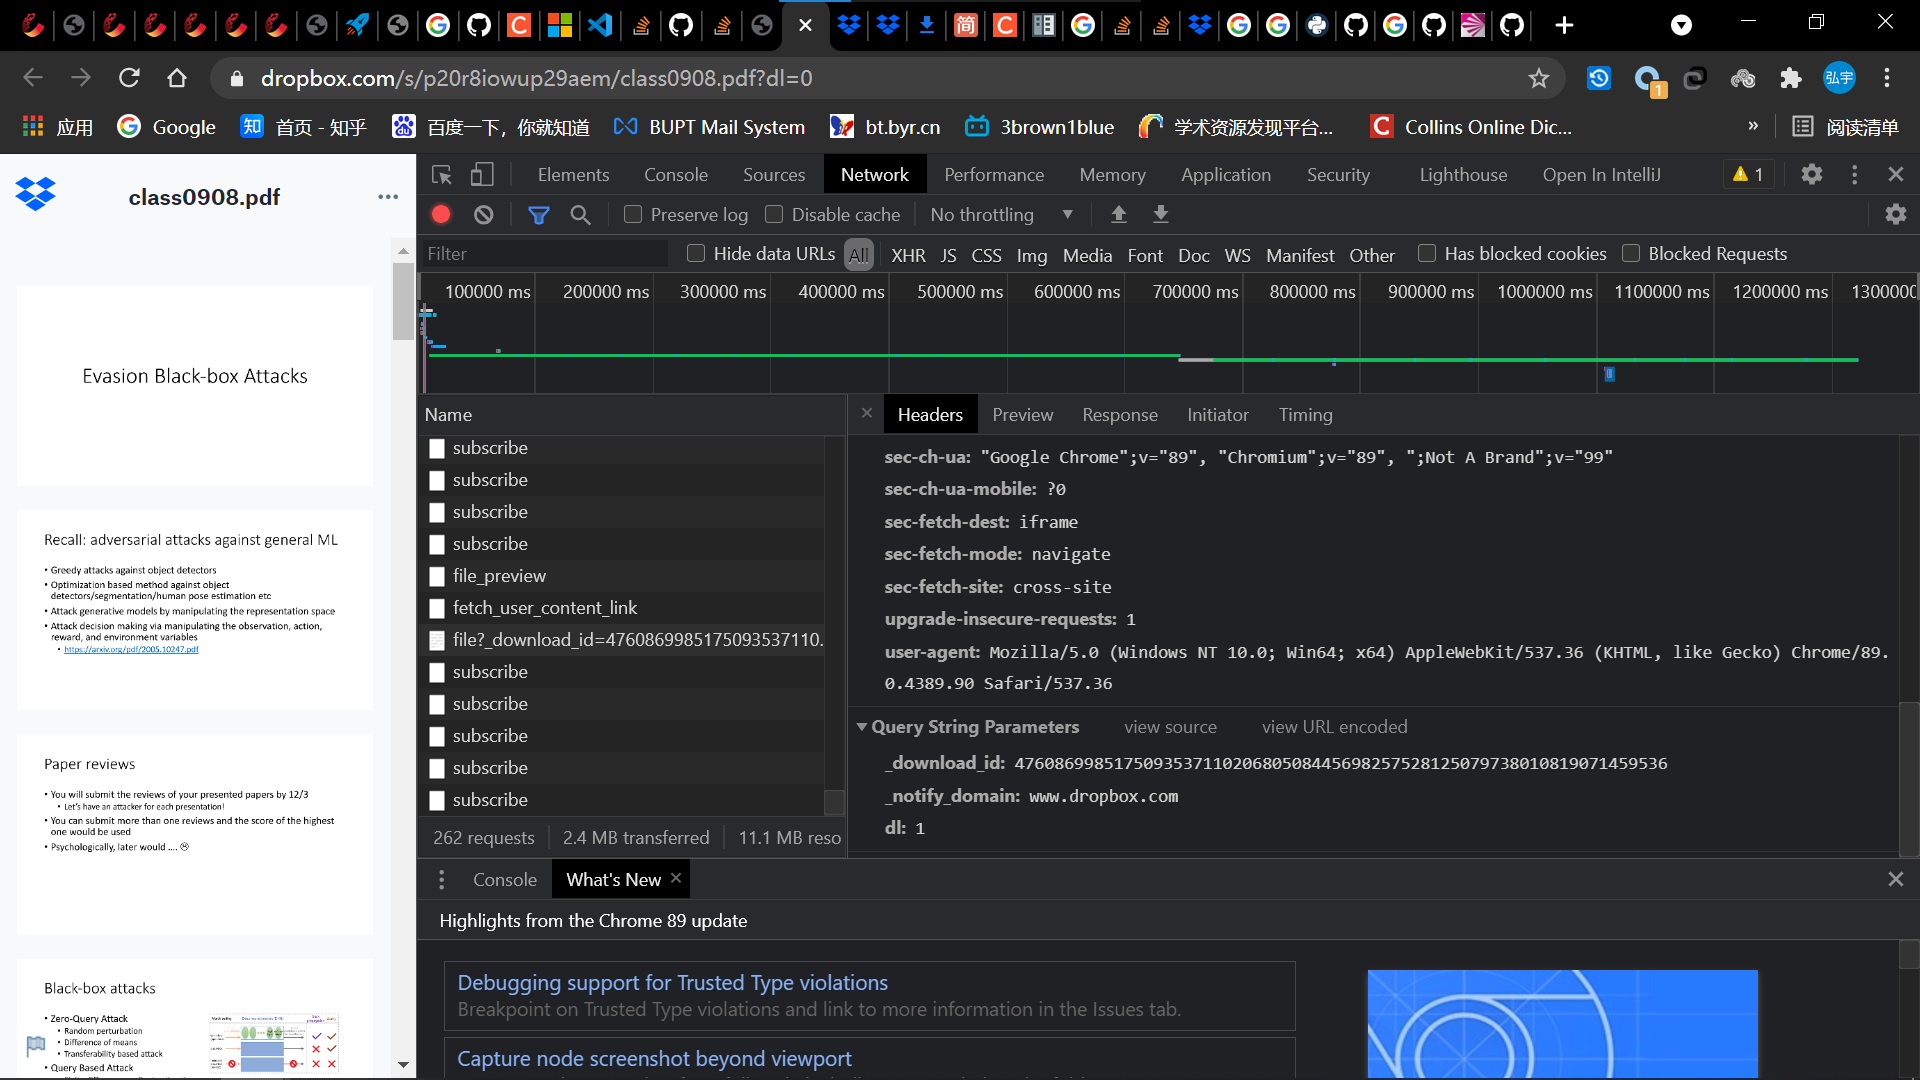 dropbox.com/s/p20r8iowup29aem/class0908.pdf?dl=0
1
弘宇
应用
Google
知 首页 - 知乎
百度一下，你就知道
BUPT Mail System
bt.byr.cn
3brown1blue
学术资源发现平台...
Collins Online Dic...
»
阅读清单
class0908.pdf
Evasion Black-box Attacks
Recall: adversarial attacks against general ML
• Greedy attacks against object detectors
• Optimization based method against object
detectors/segmentation/human pose estimation etc
• Attack generative models by manipulating the representation space
• Attack decision making via manipulating the observation, action,
reward, and environment variables
• https://arxiv.org/pdf/2005.10247.pdf
Paper reviews
• You will submit the reviews of your presented papers by 12/3
• Let's have an attacker for each presentation!
• You can submit more than one reviews and the score of the highest
one would be used
• Psychologically, later would .... ☹
Black-box attacks
• Zero-Query Attack
• Random perturbation
• Difference of means
• Transferability based attack
• Query Based Attack
Elements Console Sources Network Performance Memory Application Security Lighthouse Open In IntelliJ 1
Preserve log Disable cache No throttling
Filter Hide data URLs All XHR JS CSS Img Media Font Doc WS Manifest Other Has blocked cookies Blocked Requests
100000 ms 200000 ms 300000 ms 400000 ms 500000 ms 600000 ms 700000 ms 800000 ms 900000 ms 1000000 ms 1100000 ms 1200000 ms 130000
Name
subscribe
subscribe
subscribe
subscribe
file_preview
fetch_user_content_link
file?_download_id=4760869985175093537110.
subscribe
subscribe
subscribe
subscribe
subscribe
262 requests 2.4 MB transferred 11.1 MB reso
Headers Preview Response Initiator Timing
sec-ch-ua: "Google Chrome";v="89", "Chromium";v="89", ";Not A Brand";v="99"
sec-ch-ua-mobile: ?0
sec-fetch-dest: iframe
sec-fetch-mode: navigate
sec-fetch-site: cross-site
upgrade-insecure-requests: 1
user-agent: Mozilla/5.0 (Windows NT 10.0; Win64; x64) AppleWebKit/537.36 (KHTML, like Gecko) Chrome/89.
0.4389.90 Safari/537.36
Query String Parameters view source view URL encoded
_download_id: 476086998517509353711020680508445698257528125079738010819071459536
_notify_domain: www.dropbox.com
dl: 1
Console What's New
Highlights from the Chrome 89 update
Debugging support for Trusted Type violations
Breakpoint on Trusted Type violations and link to more information in the Issues tab.
Capture node screenshot beyond viewport